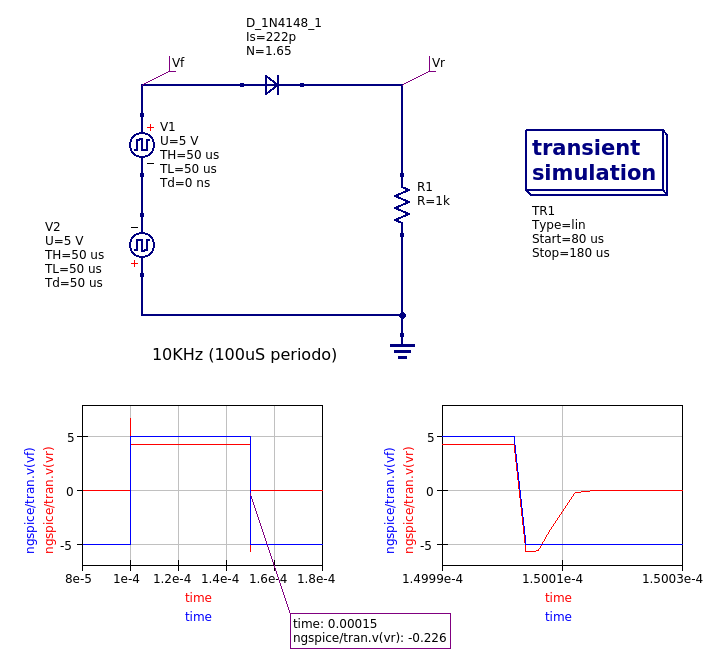 D_1N4148_1
Is=222p
N=1.65
Vf
Vr
+
V1
U=5 V
TH=50 us
TL=50 us
Td=0 ns
−
V2
U=5 V
TH=50 us
TL=50 us
Td=50 us
−
+
R1
R=1k
transient
simulation
TR1
Type=lin
Start=80 us
Stop=180 us
10KHz (100uS periodo)
ngspice/tran.v(vf)
ngspice/tran.v(vr)
5
0
-5
8e-5 1e-4 1.2e-4 1.4e-4 1.6e-4 1.8e-4
time
time
time: 0.00015
ngspice/tran.v(vr): -0.226
ngspice/tran.v(vf)
ngspice/tran.v(vr)
5
0
-5
1.4999e-4 1.5001e-4 1.5003e-4
time
time